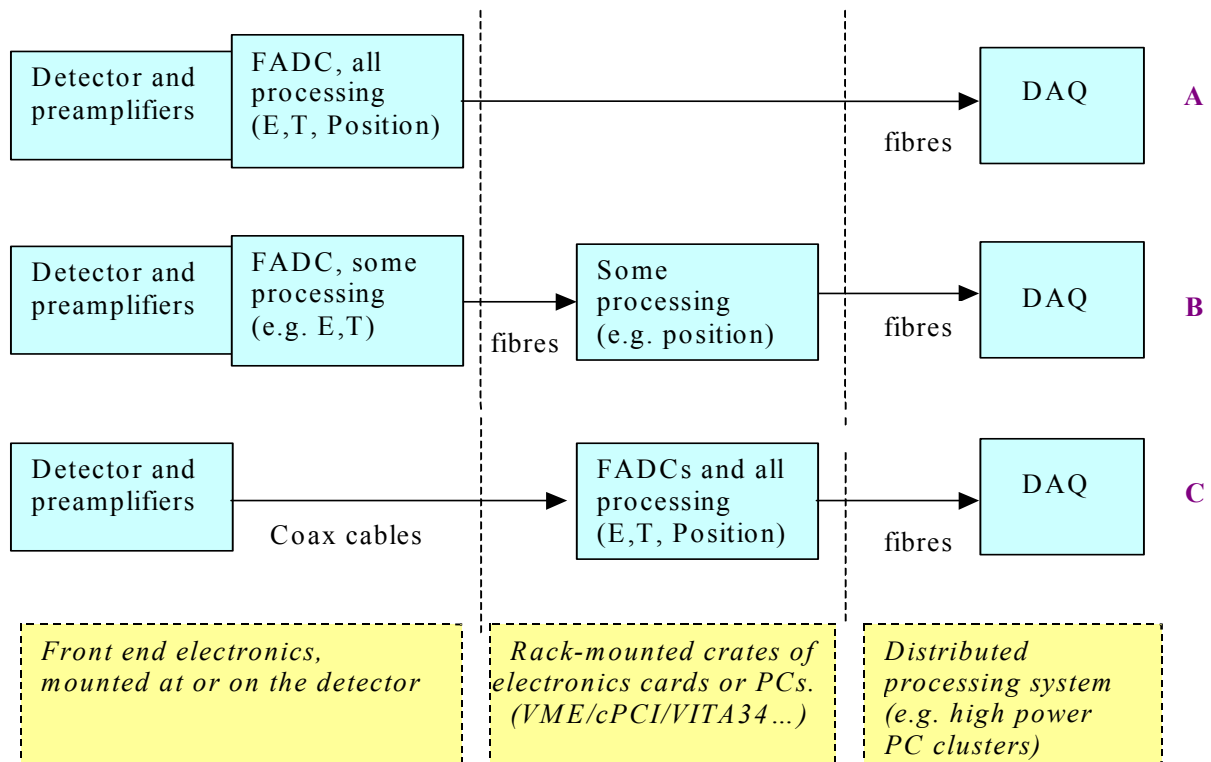 Detector and
preamplifiers
FADC, all
processing
(E,T, Position)
fibres
DAQ
A
Detector and
preamplifiers
FADC, some
processing
(e.g. E,T)
fibres
Some
processing
(e.g. position)
fibres
DAQ
B
Detector and
preamplifiers
Coax cables
FADCs and all
processing
(E,T, Position)
fibres
DAQ
C
Front end electronics,
mounted at or on the detector
Rack-mounted crates of
electronics cards or PCs.
(VME/cPCI/VITA34…)
Distributed
processing system
(e.g. high power
PC clusters)